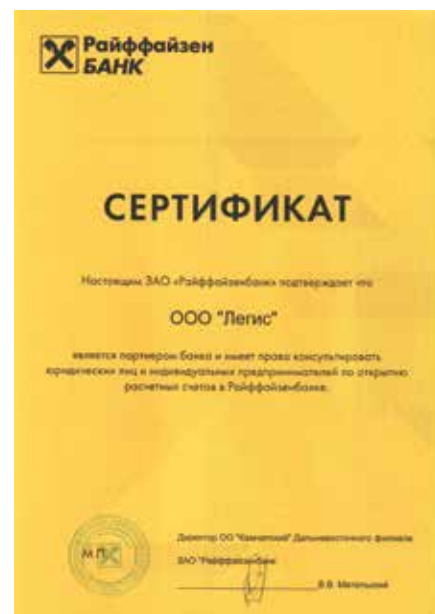 Райффайзен
БАНК
СЕРТИФИКАТ
Настоящим ЗАО «Райффайзенбанк» подтверждает что
ООО "Легис"
является партнером банка и имеет право консультировать
юридических лиц и индивидуальных предпринимателей по открытию
расчетных счетов в Райффайзенбанке.
Директор ОО "Камчатский" Дальневосточного филиала
ЗАО "Райффайзенбанк
М.П.
В.В.